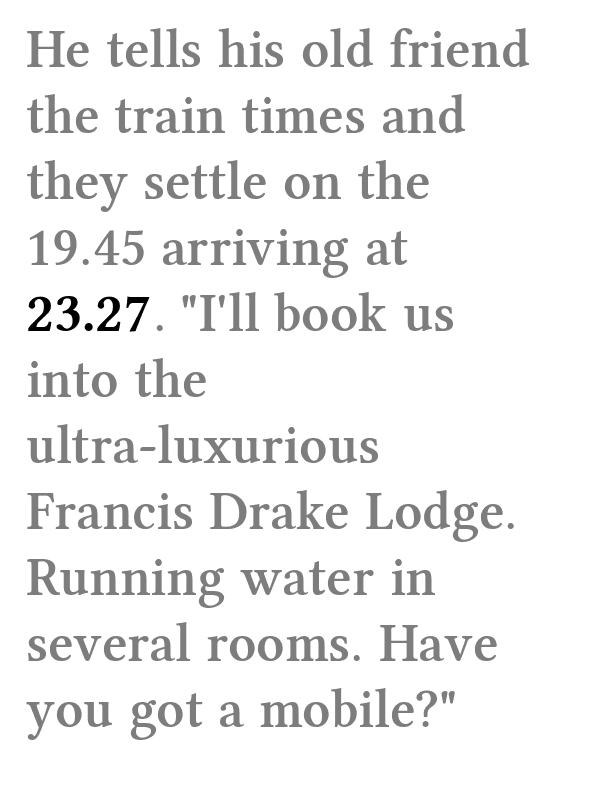 He tells his old friend
the train times and
they settle on the
19.45 arriving at
23.27. "I'll book us
into the
ultra-luxurious
Francis Drake Lodge.
Running water in
several rooms. Have
you got a mobile?"